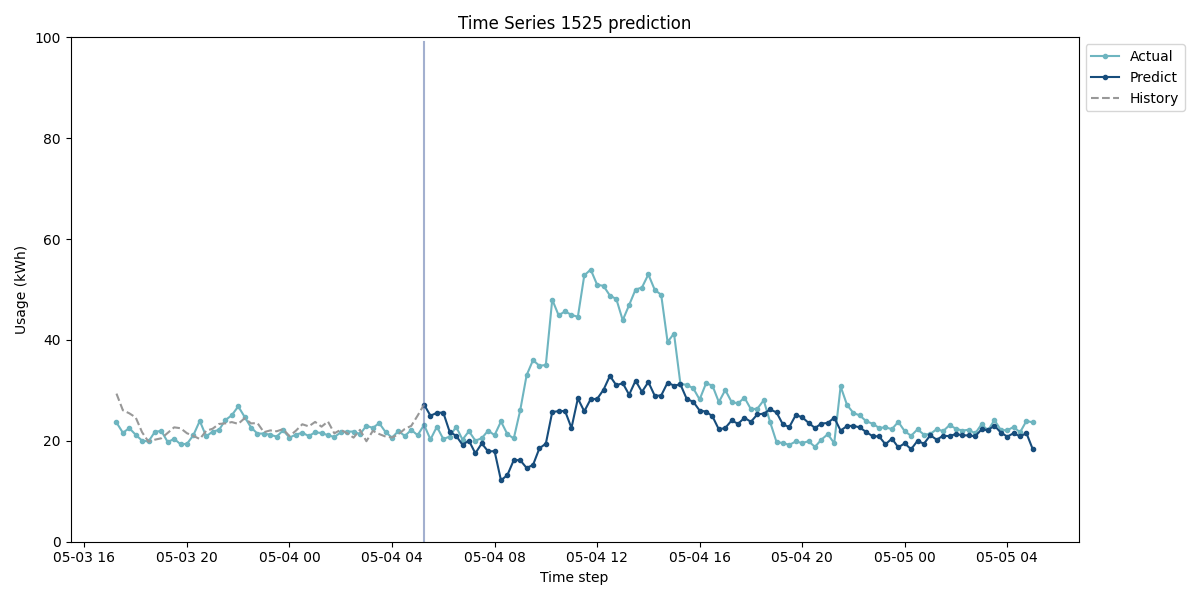 Time Series 1525 prediction
100
80
60
40
20
0
Usage (kWh)
05-03 16
05-03 20
05-04 00
05-04 04
05-04 08
05-04 12
05-04 16
05-04 20
05-05 00
05-05 04
Time step
Actual
Predict
History